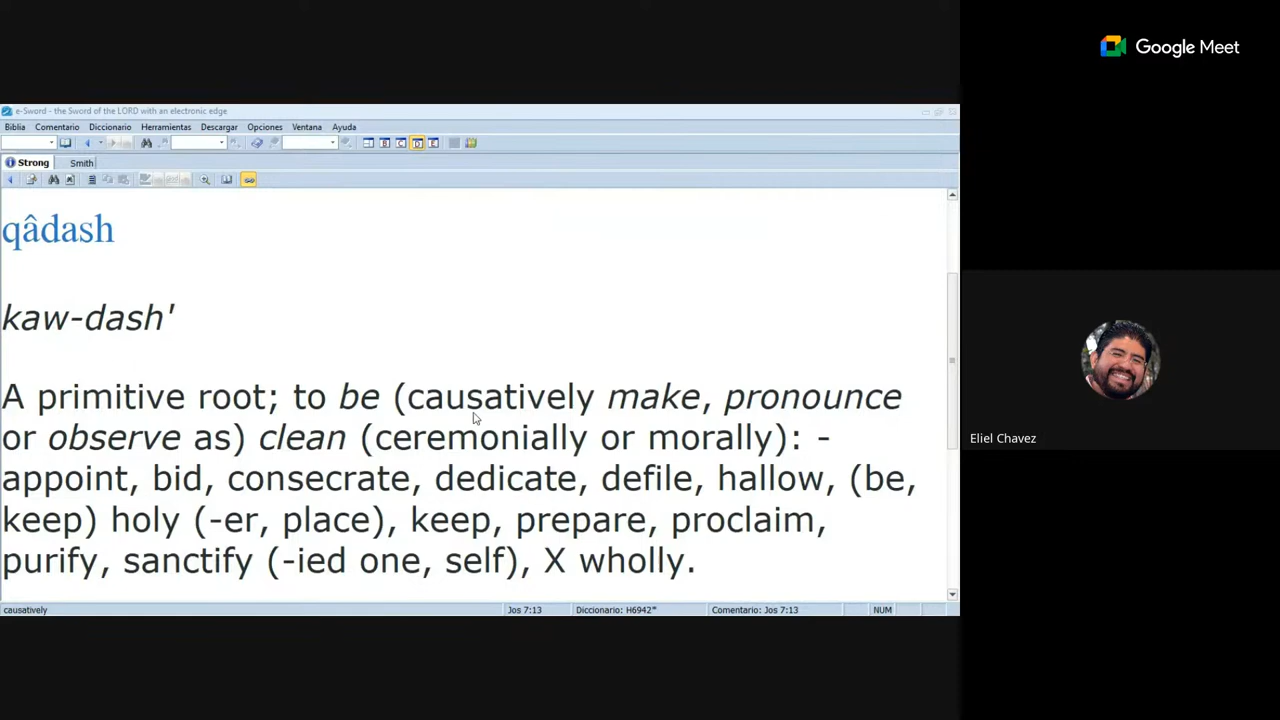 Google Meet
e-Sword - the Sword of the LORD with an electronic edge
Biblia Comentario Diccionario Herramientas Descargar Opciones Ventana Ayuda
Strong Smith
qâdash
kaw-dash'
A primitive root; to be (causatively make, pronounce
or observe as) clean (ceremonially or morally): -
appoint, bid, consecrate, dedicate, defile, hallow, (be,
keep) holy (-er, place), keep, prepare, proclaim,
purify, sanctify (-ied one, self), X wholly.
causatively Jos 7:13 Diccionario: H6942* Comentario: Jos 7:13 NUM
Eliel Chavez